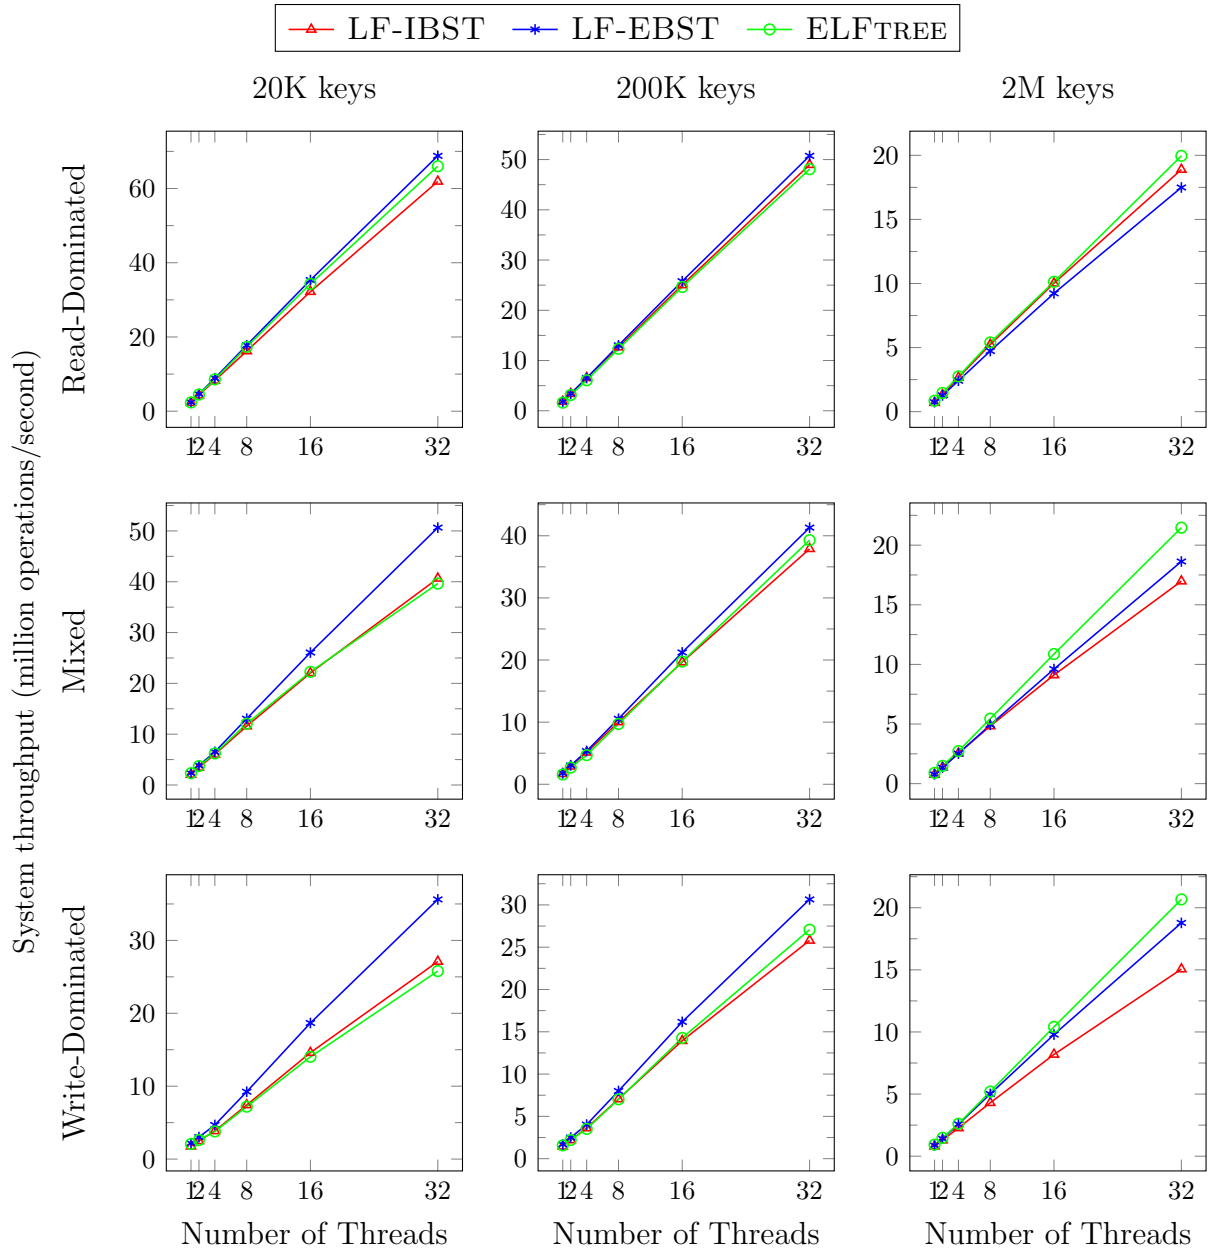 LF-IBST LF-EBST ELFTREE
20K keys 200K keys 2M keys
System throughput (million operations/second)
Read-Dominated
0 20 40 60
1 2 4 8 16 32
0 10 20 30 40 50
1 2 4 8 16 32
0 5 10 15 20
1 2 4 8 16 32
Mixed
0 10 20 30 40 50
1 2 4 8 16 32
0 10 20 30 40
1 2 4 8 16 32
0 5 10 15 20
1 2 4 8 16 32
Write-Dominated
0 10 20 30
1 2 4 8 16 32
0 5 10 15 20 25 30
1 2 4 8 16 32
0 5 10 15 20
1 2 4 8 16 32
Number of Threads Number of Threads Number of Threads